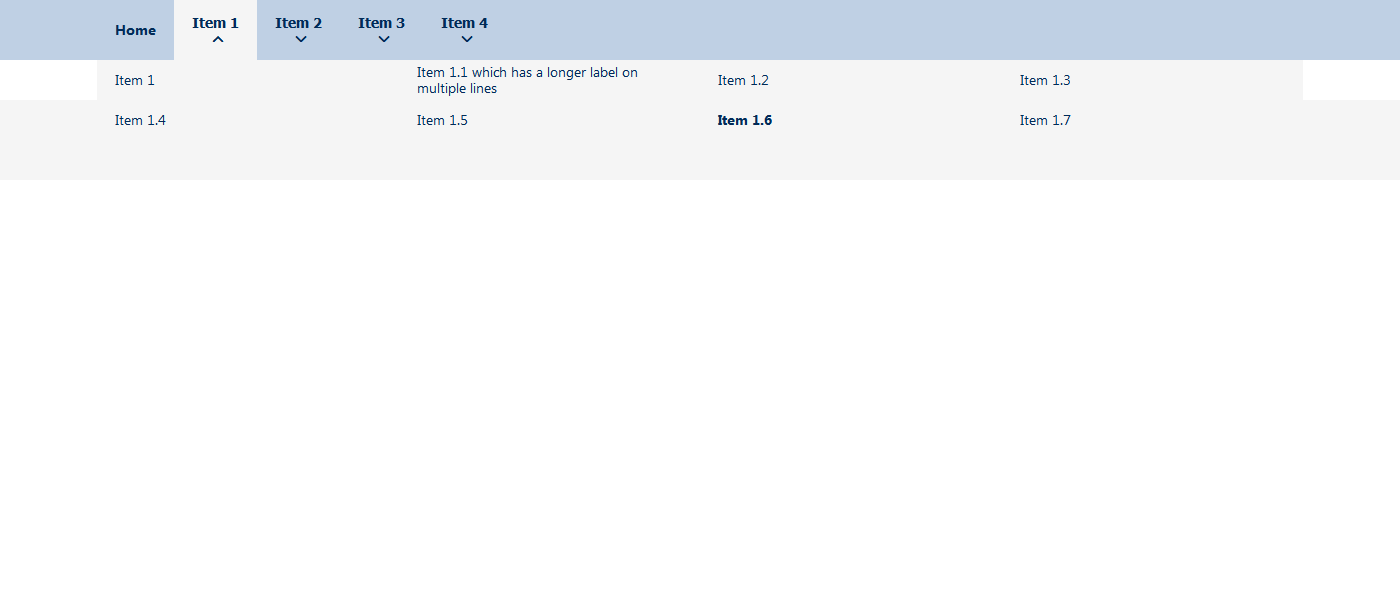 Home
Item 1
Item 2
Item 3
Item 4
Item 1
Item 1.1 which has a longer label on
multiple lines
Item 1.2
Item 1.3
Item 1.4
Item 1.5
Item 1.6
Item 1.7